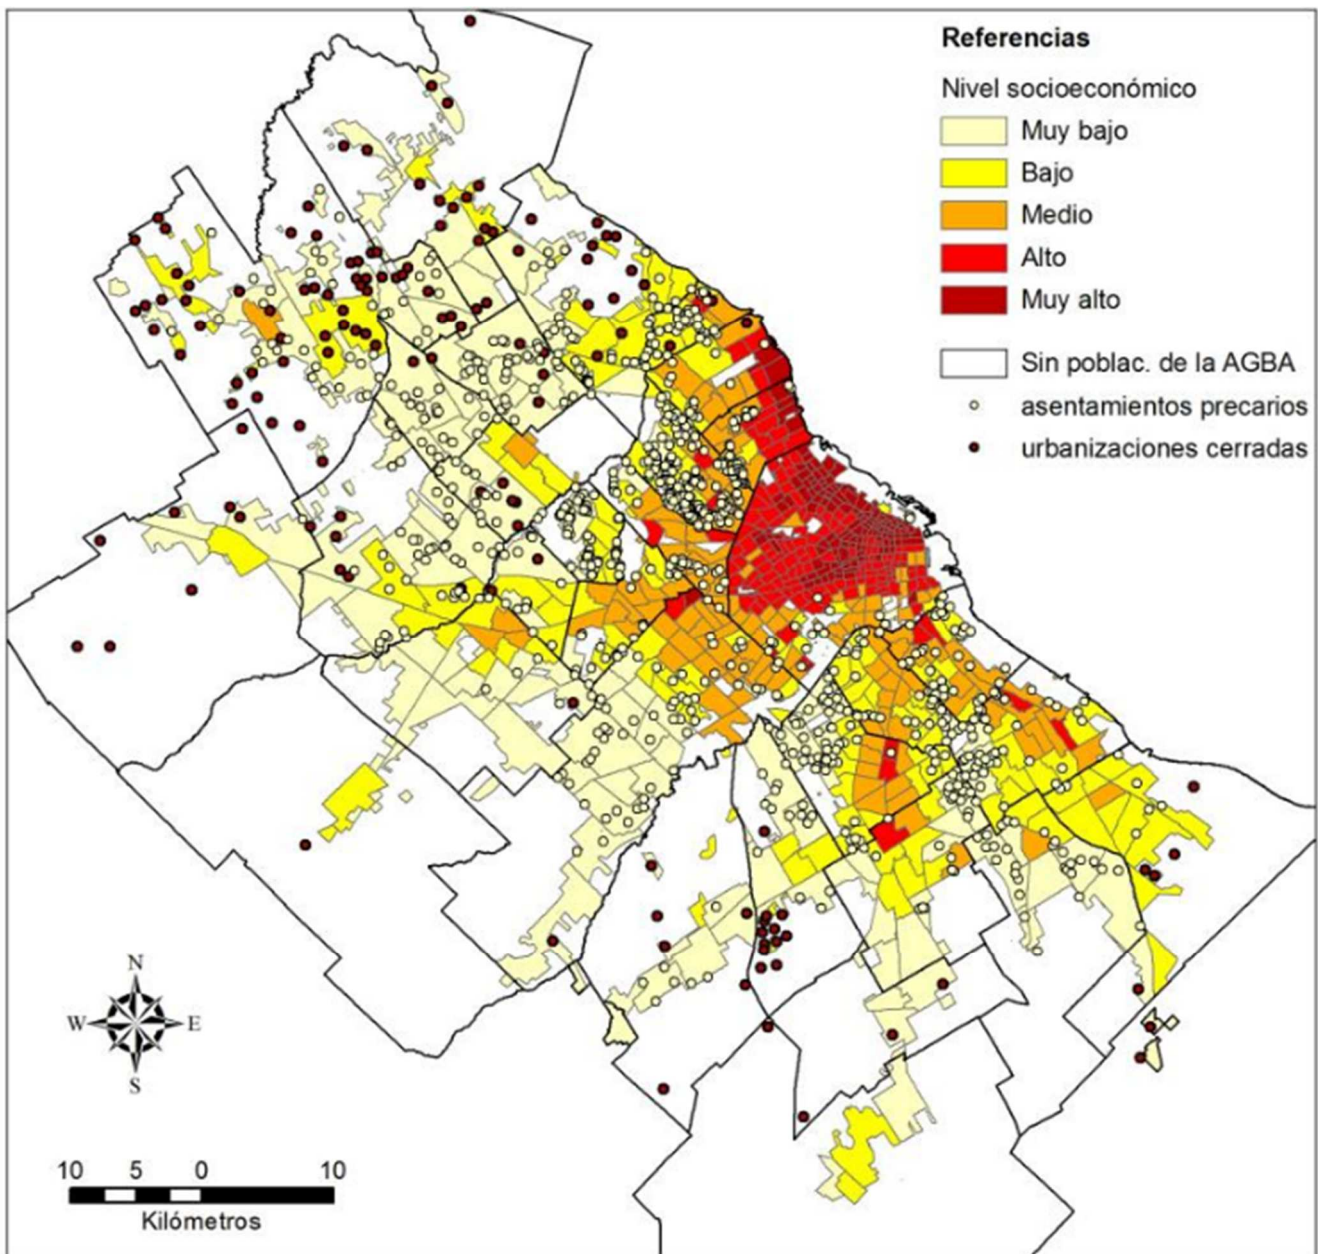 Referencias
Nivel socioeconómico
Muy bajo
Bajo
Medio
Alto
Muy alto
Sin poblac. de la AGBA
asentamientos precarios
urbanizaciones cerradas
N
W E
S
10 5 0 10
Kilómetros